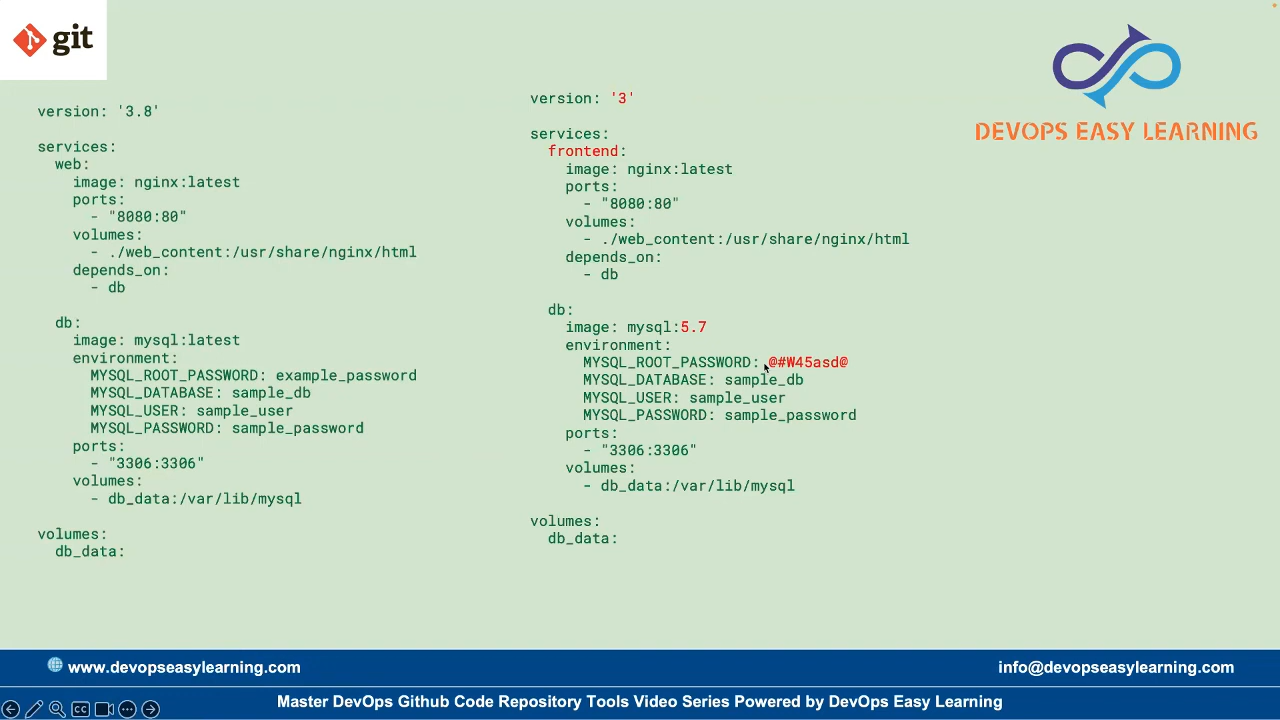 git
version: '3.8'
services:
  web:
    image: nginx:latest
    ports:
      - "8080:80"
    volumes:
      - ./web_content:/usr/share/nginx/html
    depends_on:
      - db
  db:
    image: mysql:latest
    environment:
      MYSQL_ROOT_PASSWORD: example_password
      MYSQL_DATABASE: sample_db
      MYSQL_USER: sample_user
      MYSQL_PASSWORD: sample_password
    ports:
      - "3306:3306"
    volumes:
      - db_data:/var/lib/mysql
volumes:
  db_data:
version: '3'
services:
  frontend:
    image: nginx:latest
    ports:
      - "8080:80"
    volumes:
      - ./web_content:/usr/share/nginx/html
    depends_on:
      - db
  db:
    image: mysql:5.7
    environment:
      MYSQL_ROOT_PASSWORD: @#W45asd@
      MYSQL_DATABASE: sample_db
      MYSQL_USER: sample_user
      MYSQL_PASSWORD: sample_password
    ports:
      - "3306:3306"
    volumes:
      - db_data:/var/lib/mysql
volumes:
  db_data:
DEVOPS EASY LEARNING
www.devopseasylearning.com
info@devopseasylearning.com
Master DevOps Github Code Repository Tools Video Series Powered by DevOps Easy Learning
CC